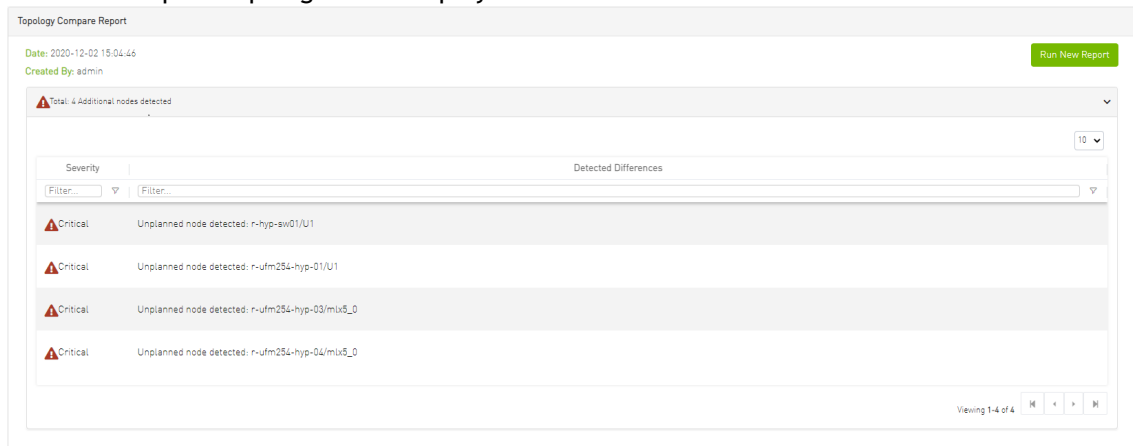 Topology Compare Report
Date: 2020-12-02 15:04:46
Run New Report
Created By: admin
Total: 4 Additional nodes detected
10
Severity Detected Differences
Filter... Filter...
Critical Unplanned node detected: r-hyp-sw01/U1
Critical Unplanned node detected: r-ufm254-hyp-01/U1
Critical Unplanned node detected: r-ufm254-hyp-03/mlx5_0
Critical Unplanned node detected: r-ufm254-hyp-04/mlx5_0
Viewing 1-4 of 4